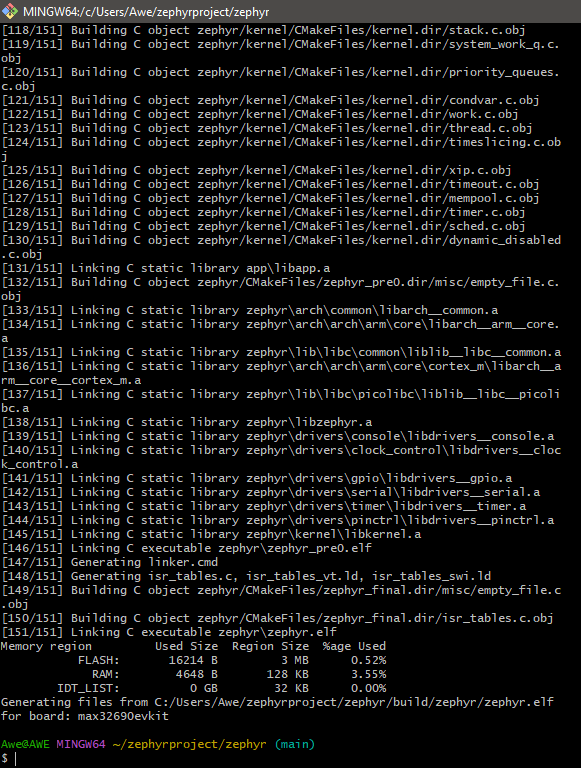 MINGW64:/c/Users/Awe/zephyrproject/zephyr
[118/151] Building C object zephyr/kernel/CMakeFiles/kernel.dir/stack.c.obj
[119/151] Building C object zephyr/kernel/CMakeFiles/kernel.dir/system_work_q.c.
obj
[120/151] Building C object zephyr/kernel/CMakeFiles/kernel.dir/priority_queues.
c.obj
[121/151] Building C object zephyr/kernel/CMakeFiles/kernel.dir/condvar.c.obj
[122/151] Building C object zephyr/kernel/CMakeFiles/kernel.dir/work.c.obj
[123/151] Building C object zephyr/kernel/CMakeFiles/kernel.dir/thread.c.obj
[124/151] Building C object zephyr/kernel/CMakeFiles/kernel.dir/timeslicing.c.ob
j
[125/151] Building C object zephyr/kernel/CMakeFiles/kernel.dir/xip.c.obj
[126/151] Building C object zephyr/kernel/CMakeFiles/kernel.dir/timeout.c.obj
[127/151] Building C object zephyr/kernel/CMakeFiles/kernel.dir/mempool.c.obj
[128/151] Building C object zephyr/kernel/CMakeFiles/kernel.dir/timer.c.obj
[129/151] Building C object zephyr/kernel/CMakeFiles/kernel.dir/sched.c.obj
[130/151] Building C object zephyr/kernel/CMakeFiles/kernel.dir/dynamic_disabled
.c.obj
[131/151] Linking C static library app\libapp.a
[132/151] Building C object zephyr/CMakeFiles/zephyr_pre0.dir/misc/empty_file.c.
obj
[133/151] Linking C static library zephyr\arch\common\libarch__common.a
[134/151] Linking C static library zephyr\arch\arch\arm\core\libarch__arm__core.
a
[135/151] Linking C static library zephyr\lib\libc\common\liblib__libc__common.a
[136/151] Linking C static library zephyr\arch\arch\arm\core\cortex_m\libarch__a
rm__core__cortex_m.a
[137/151] Linking C static library zephyr\lib\libc\picolibc\liblib__libc__picoli
bc.a
[138/151] Linking C static library zephyr\libzephyr.a
[139/151] Linking C static library zephyr\drivers\console\libdrivers__console.a
[140/151] Linking C static library zephyr\drivers\clock_control\libdrivers__cloc
k_control.a
[141/151] Linking C static library zephyr\drivers\gpio\libdrivers__gpio.a
[142/151] Linking C static library zephyr\drivers\serial\libdrivers__serial.a
[143/151] Linking C static library zephyr\drivers\timer\libdrivers__timer.a
[144/151] Linking C static library zephyr\drivers\pinctrl\libdrivers__pinctrl.a
[145/151] Linking C static library zephyr\kernel\libkernel.a
[146/151] Linking C executable zephyr\zephyr_pre0.elf
[147/151] Generating linker.cmd
[148/151] Generating isr_tables.c, isr_tables_vt.ld, isr_tables_swi.ld
[149/151] Building C object zephyr/CMakeFiles/zephyr_final.dir/misc/empty_file.c
.obj
[150/151] Building C object zephyr/CMakeFiles/zephyr_final.dir/isr_tables.c.obj
[151/151] Linking C executable zephyr\zephyr.elf
Memory region         Used Size  Region Size  %age Used
           FLASH:       16214 B         3 MB      0.52%
             RAM:        4648 B       128 KB      3.55%
        IDT_LIST:          0 GB        32 KB      0.00%
Generating files from C:/Users/Awe/zephyrproject/zephyr/build/zephyr/zephyr.elf
for board: max32690evkit
Awe@AWE MINGW64 ~/zephyrproject/zephyr (main)
$